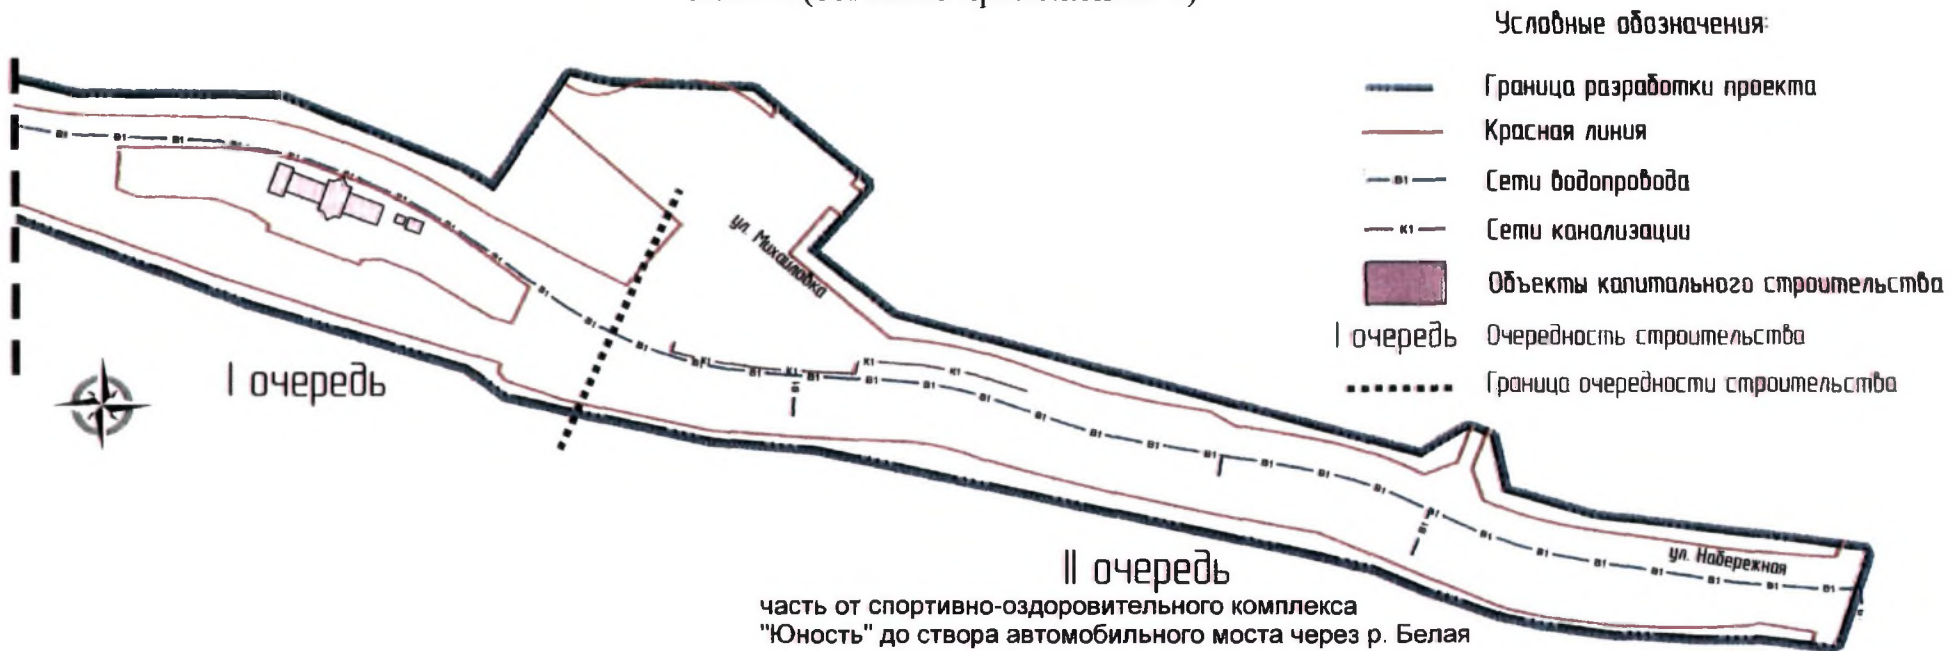 Условные обозначения:
Граница разработки проекта
Красная линия
В1
Сети водопровода
К1
Сети канализации
Объекты капитального строительства
I очередь
Очередность строительства
Граница очередности строительства
ул. Михайловка
I очередь
ул. Набережная
II очередь
часть от спортивно-оздоровительного комплекса
"Юность" до створа автомобильного моста через р. Белая